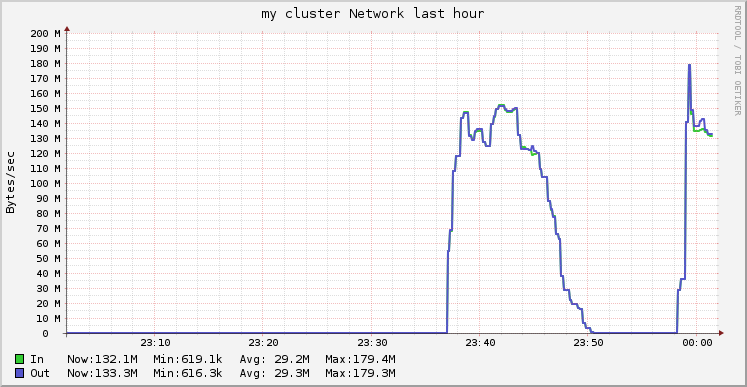 my cluster Network last hour
RRDTOOL / TOBI OETIKER
Bytes/sec
200 M
190 M
180 M
170 M
160 M
150 M
140 M
130 M
120 M
110 M
100 M
90 M
80 M
70 M
60 M
50 M
40 M
30 M
20 M
10 M
0
23:10 23:20 23:30 23:40 23:50 00:00
In Now:132.1M Min:619.1k Avg: 29.2M Max:179.4M
Out Now:133.3M Min:616.3k Avg: 29.3M Max:179.3M